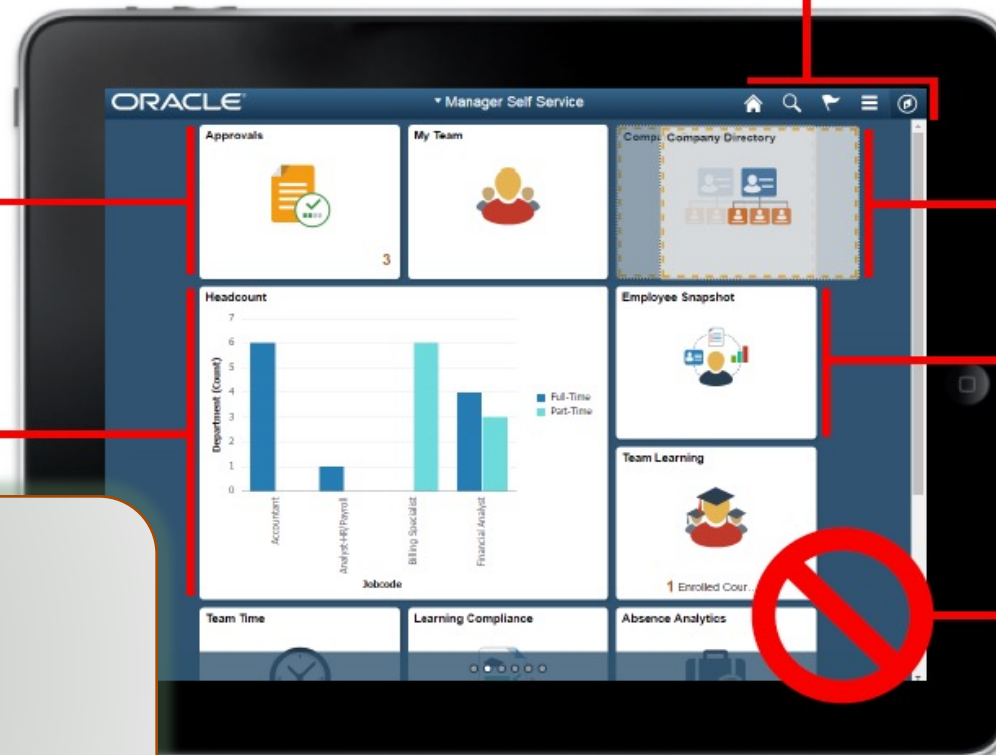 ORACLE
Manager Self Service
Approvals
My Team
Company Directory
3
Headcount
7
6
5
4
3
2
1
0
Department (Count)
Accountant
Analyst-HR/Payroll
Billing Specialist
Financial Analyst
Jobcode
Full-Time
Part-Time
Employee Snapshot
Team Learning
1 Enrolled Cour...
Team Time
Learning Compliance
Absence Analytics